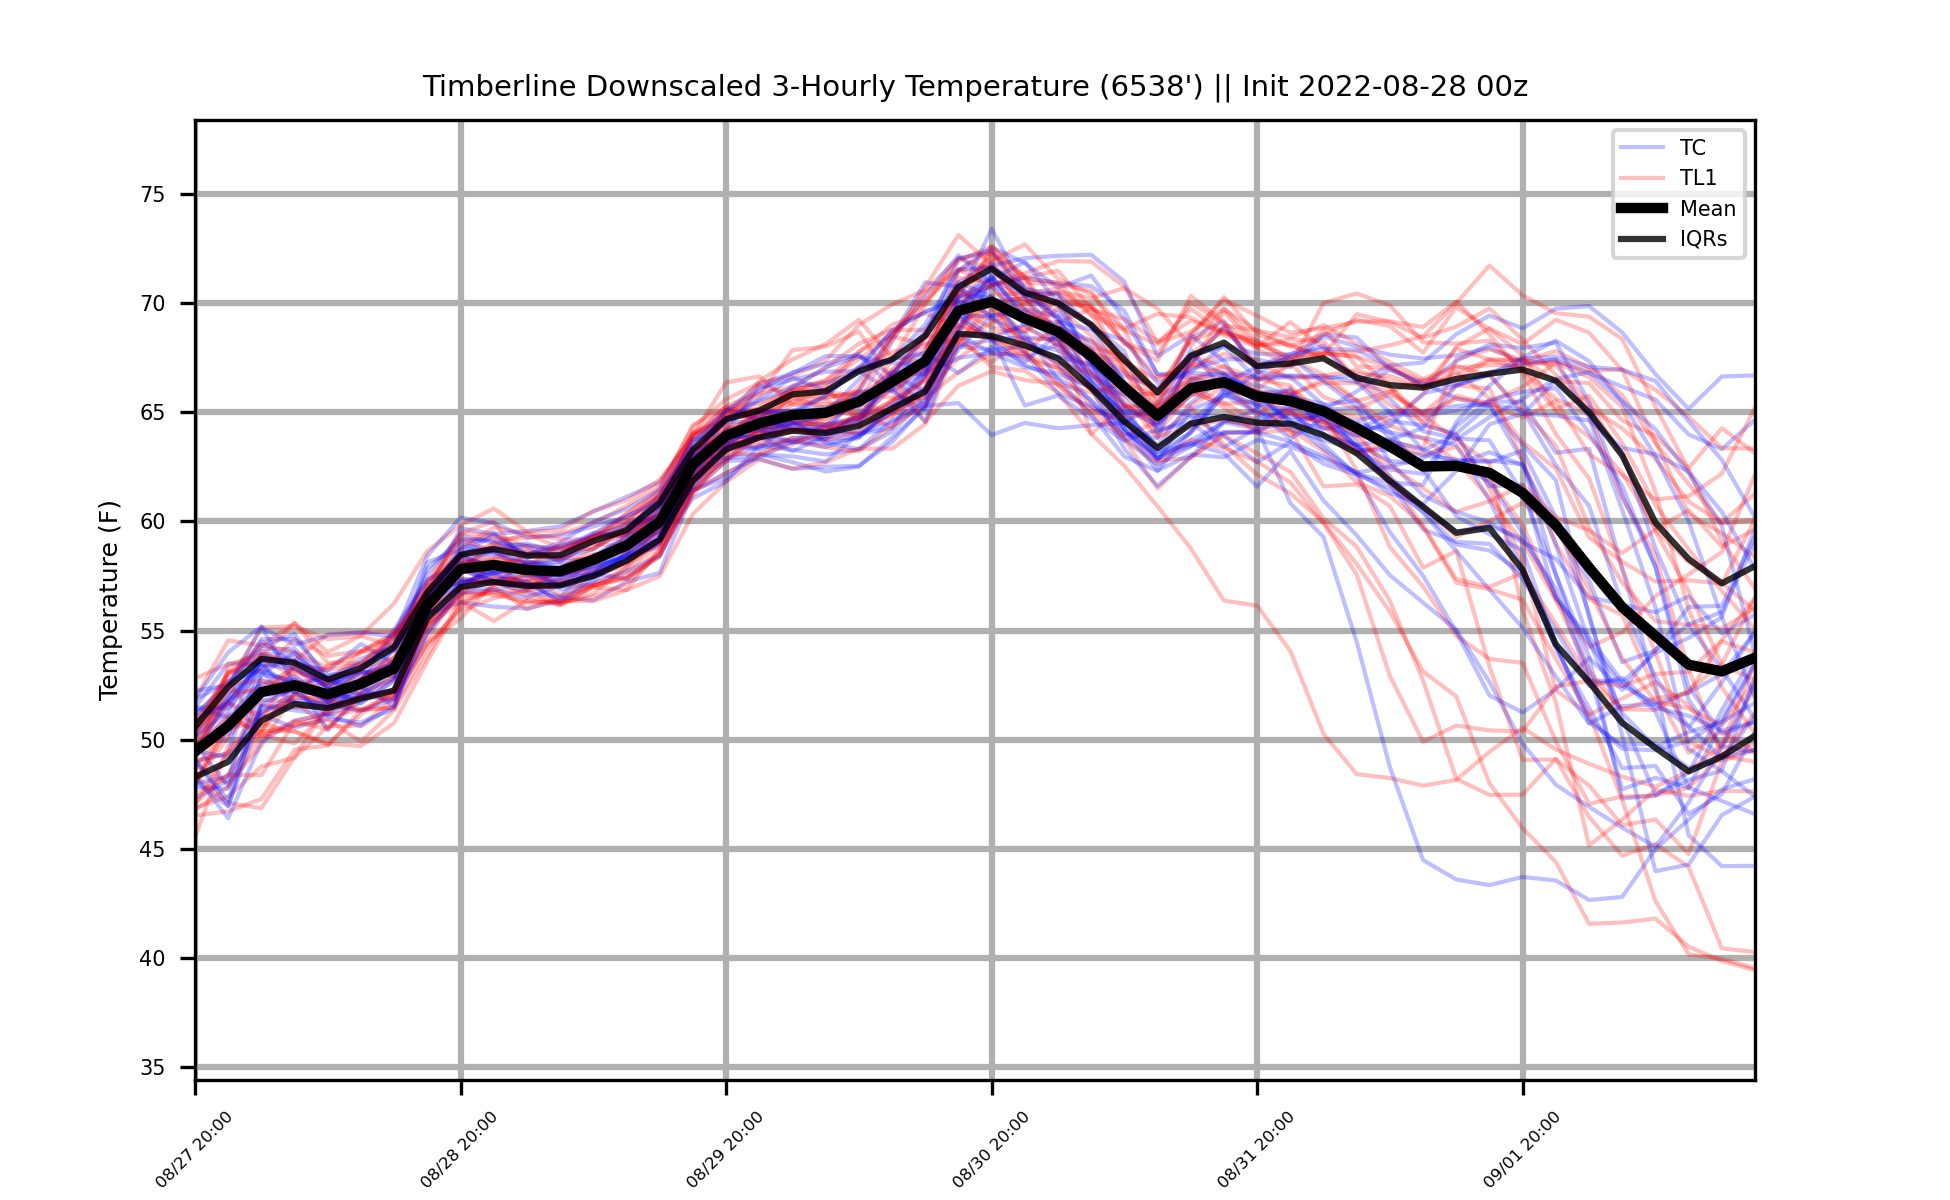 Timberline Downscaled 3-Hourly Temperature (6538') || Init 2022-08-28 00z
TC
TL1
Mean
IQRs
Temperature (F)
75
70
65
60
55
50
45
40
35
08/27 20:00
08/28 20:00
08/29 20:00
08/30 20:00
08/31 20:00
09/01 20:00